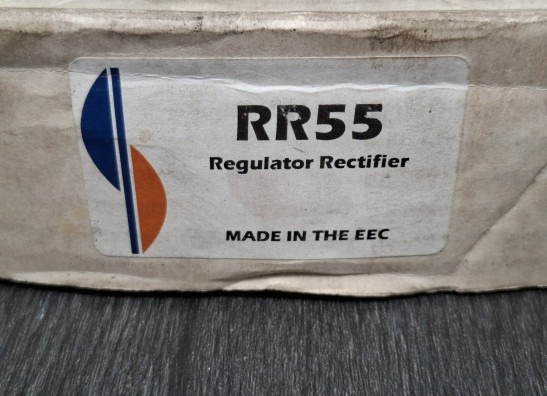 RR55
Regulator Rectifier
MADE IN THE EEC